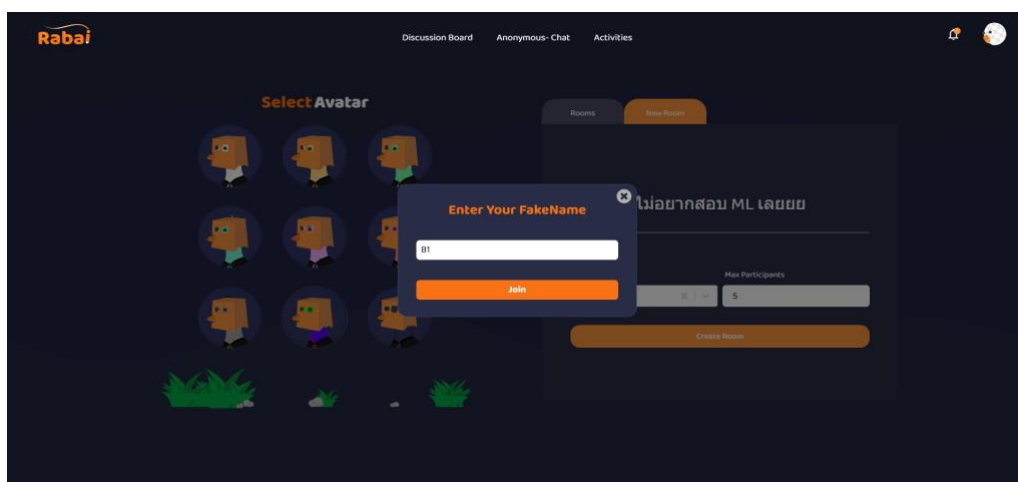 Rabai
Discussion Board
Anonymous- Chat
Activities
Select Avatar
Rooms
New Room
ไม่อยากสอบ ML เลยยย
Enter Your FakeName
B1
Join
Max Participants
5
Create Room